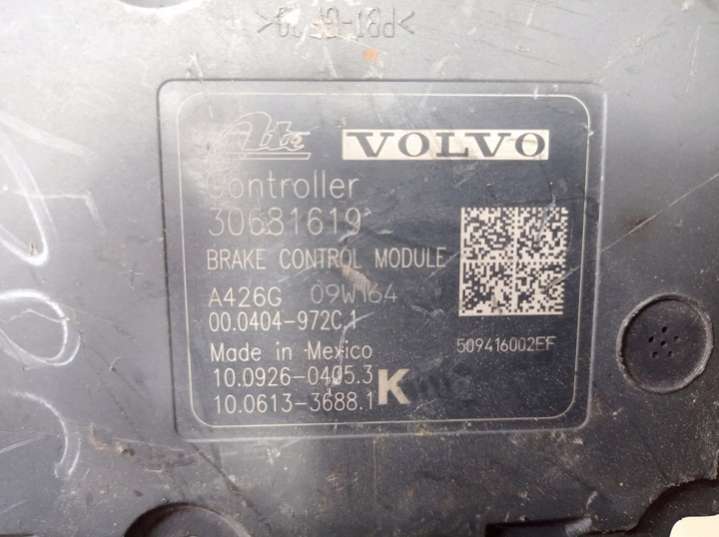 Ate VOLVO
Controller
30681619
BRAKE CONTROL MODULE
A426G 09W164
00.0404-972C.1
509416002EF
Made in Mexico
10.0926-0405.3
K
10.0613-3688.1